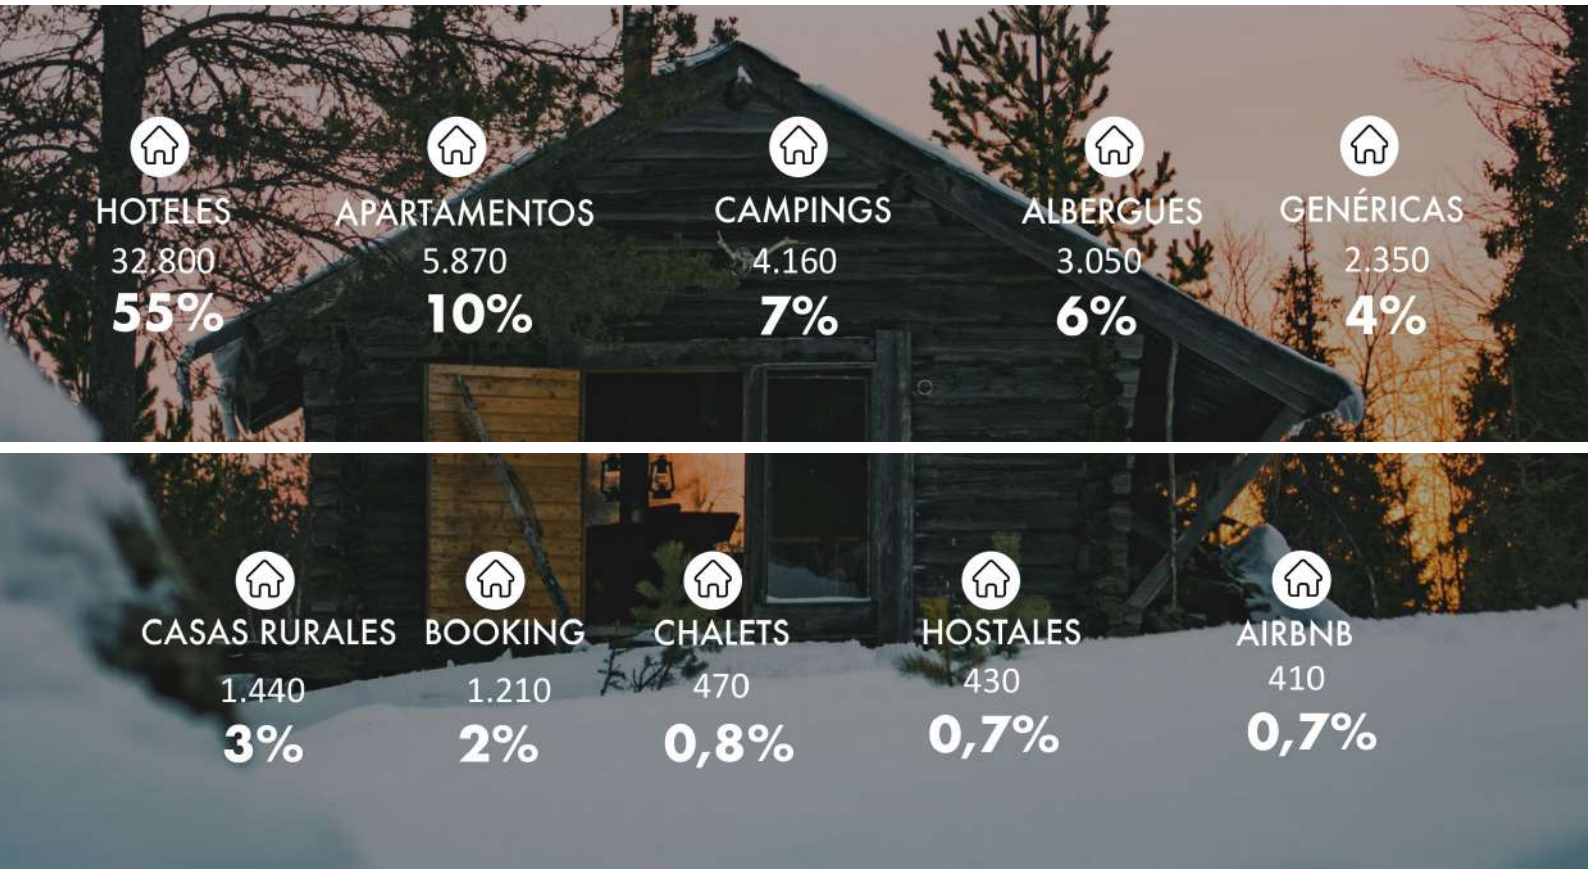 HOTELES
32.800
55%
APARTAMENTOS
5.870
10%
CAMPINGS
4.160
7%
ALBERGUES
3.050
6%
GENÉRICAS
2.350
4%
CASAS RURALES
1.440
3%
BOOKING
1.210
2%
CHALETS
470
0,8%
HOSTALES
430
0,7%
AIRBNB
410
0,7%